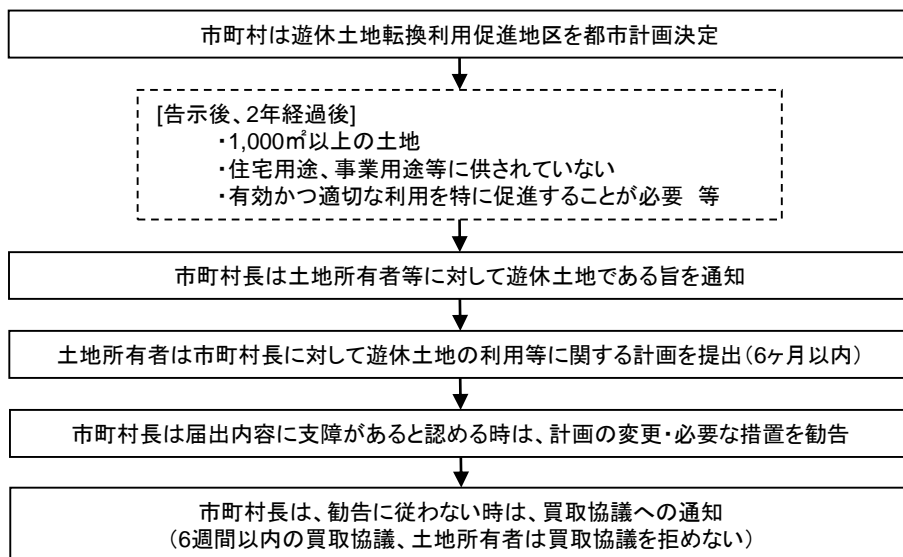 市町村は遊休土地転換利用促進地区を都市計画決定
[告示後、2年経過後]
・1,000㎡以上の土地
・住宅用途、事業用途等に供されていない
・有効かつ適切な利用を特に促進することが必要 等
市町村長は土地所有者等に対して遊休土地である旨を通知
土地所有者は市町村長に対して遊休土地の利用等に関する計画を提出(6ヶ月以内)
市町村長は届出内容に支障があると認める時は、計画の変更・必要な措置を勧告
市町村長は、勧告に従わない時は、買取協議への通知
(6週間以内の買取協議、土地所有者は買取協議を拒めない)